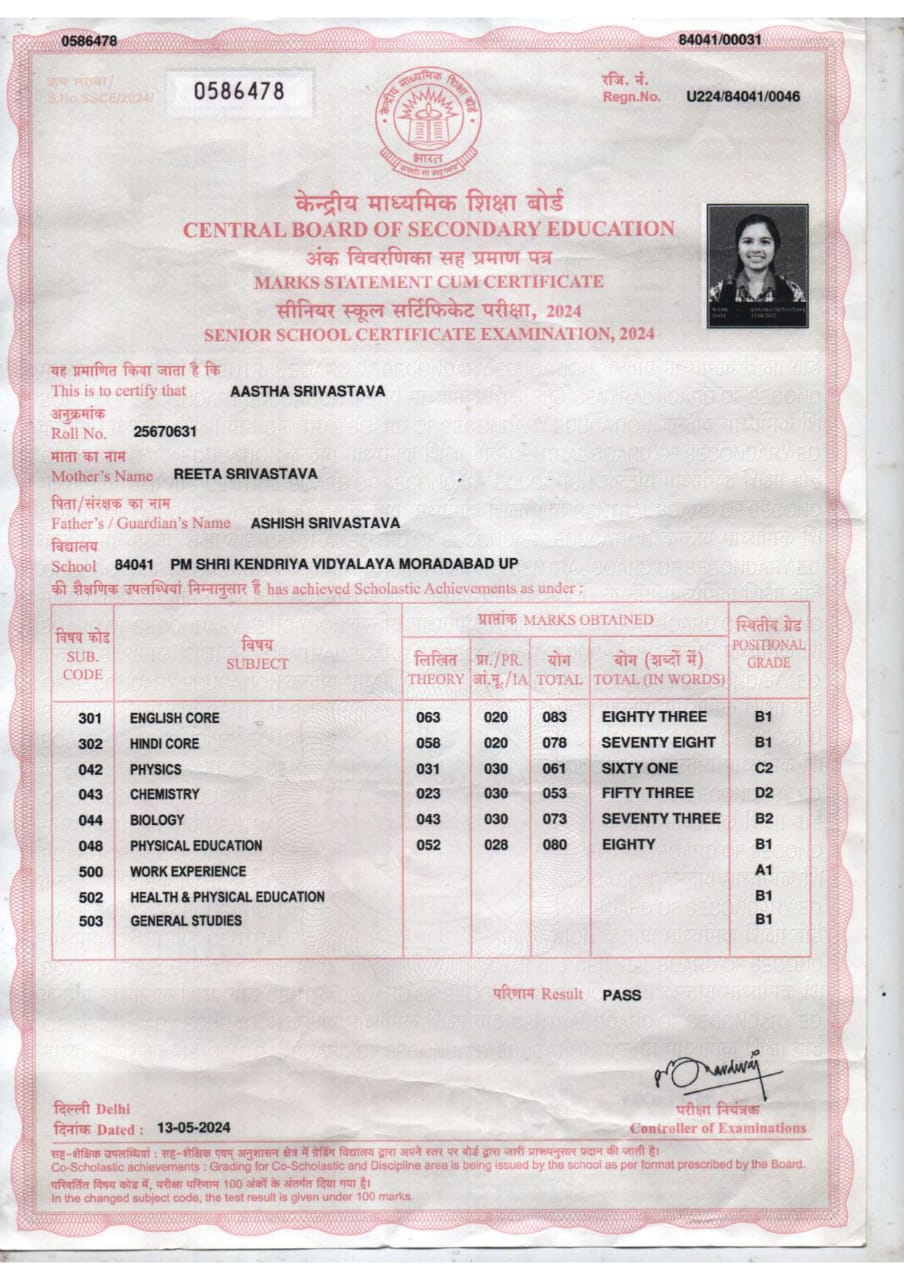 0586478
84041/00031
क्रम संख्या/
S.No.SSCE/2024/
0586478
रजि. नं.
Regn.No. U224/84041/0046
केन्द्रीय माध्यमिक शिक्षा बोर्ड
भारत
असतो मा सद्गमय
केन्द्रीय माध्यमिक शिक्षा बोर्ड
CENTRAL BOARD OF SECONDARY EDUCATION
अंक विवरणिका सह प्रमाण पत्र
MARKS STATEMENT CUM CERTIFICATE
सीनियर स्कूल सर्टिफिकेट परीक्षा, 2024
SENIOR SCHOOL CERTIFICATE EXAMINATION, 2024
यह प्रमाणित किया जाता है कि
This is to certify that AASTHA SRIVASTAVA
अनुक्रमांक
Roll No. 25670631
माता का नाम
Mother's Name REETA SRIVASTAVA
पिता/संरक्षक का नाम
Father's / Guardian's Name ASHISH SRIVASTAVA
विद्यालय
School 84041 PM SHRI KENDRIYA VIDYALAYA MORADABAD UP
की शैक्षणिक उपलब्धियां निम्नानुसार हैं has achieved Scholastic Achievements as under :
विषय कोड SUB. CODE
विषय SUBJECT
प्राप्तांक MARKS OBTAINED
लिखित THEORY
प्रा./PR. आं.मू./IA
योग TOTAL
योग (शब्दों में) TOTAL (IN WORDS)
स्थितीय ग्रेड POSITIONAL GRADE
301 ENGLISH CORE 063 020 083 EIGHTY THREE B1
302 HINDI CORE 058 020 078 SEVENTY EIGHT B1
042 PHYSICS 031 030 061 SIXTY ONE C2
043 CHEMISTRY 023 030 053 FIFTY THREE D2
044 BIOLOGY 043 030 073 SEVENTY THREE B2
048 PHYSICAL EDUCATION 052 028 080 EIGHTY B1
500 WORK EXPERIENCE A1
502 HEALTH & PHYSICAL EDUCATION B1
503 GENERAL STUDIES B1
परिणाम Result PASS
दिल्ली Delhi
दिनांक Dated : 13-05-2024
परीक्षा नियंत्रक
Controller of Examinations
सह-शैक्षिक उपलब्धियां : सह-शैक्षिक एवम् अनुशासन क्षेत्र में ग्रेडिंग विद्यालय द्वारा अपने स्तर पर बोर्ड द्वारा जारी प्रारूपनुसार प्रदान की जाती है।
Co-Scholastic achievements : Grading for Co-Scholastic and Discipline area is being issued by the school as per format prescribed by the Board.
परिवर्तित विषय कोड में, परीक्षा परिणाम 100 अंकों के अंतर्गत दिया गया है।
In the changed subject code, the test result is given under 100 marks.